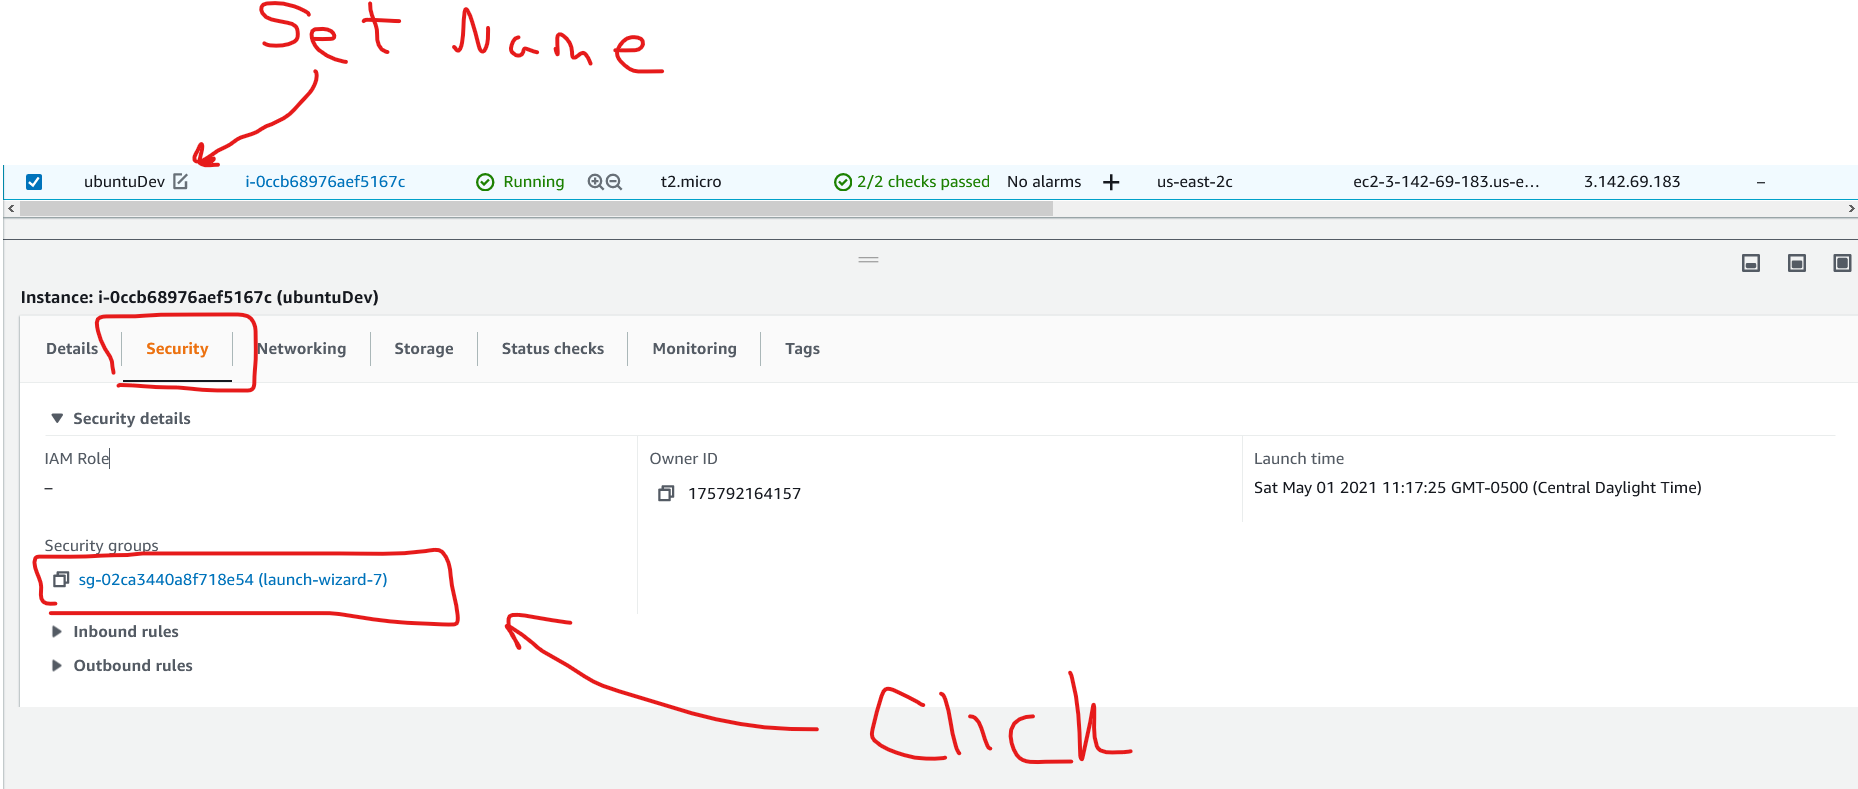 Set Name
ubuntuDev i-0ccb68976aef5167c Running t2.micro 2/2 checks passed No alarms + us-east-2c ec2-3-142-69-183.us-e... 3.142.69.183 –
Instance: i-0ccb68976aef5167c (ubuntuDev)
Details Security Networking Storage Status checks Monitoring Tags
Security details
IAM Role Owner ID Launch time
– 175792164157 Sat May 01 2021 11:17:25 GMT-0500 (Central Daylight Time)
Security groups
sg-02ca3440a8f718e54 (launch-wizard-7)
Inbound rules
Outbound rules
Click